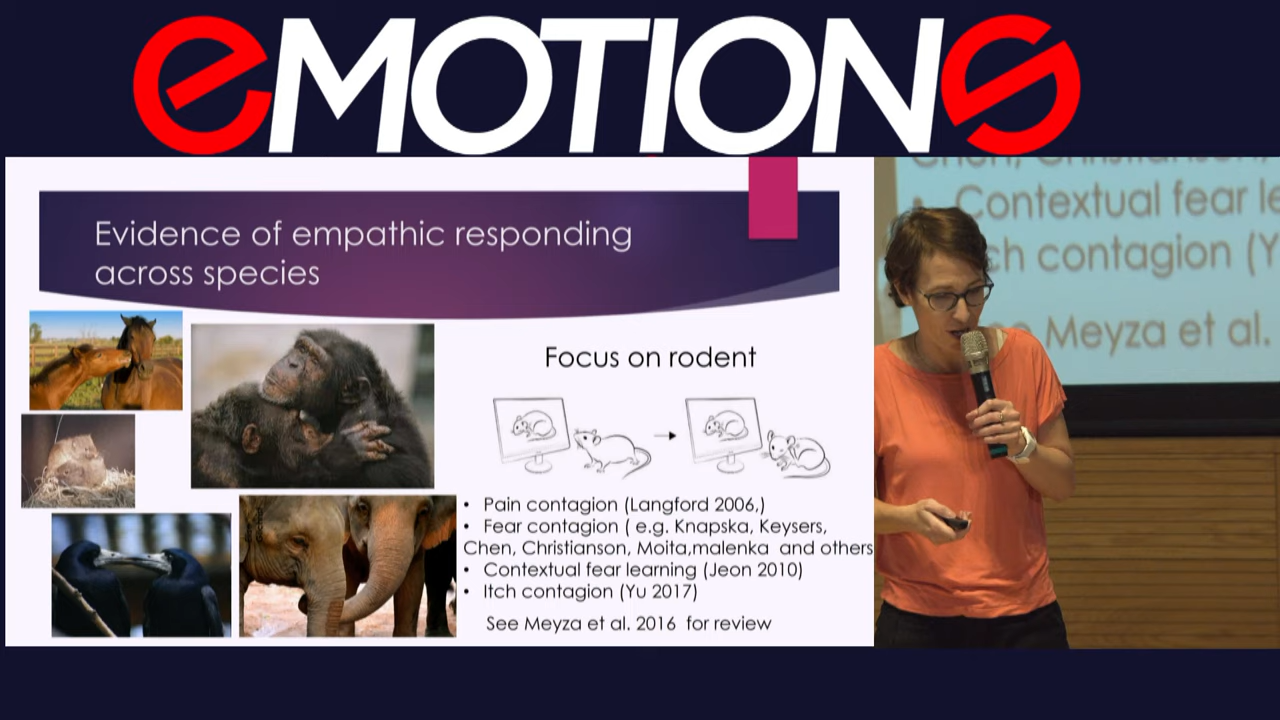 eMOTIONS
Evidence of empathic responding
across species
Focus on rodent
• Pain contagion (Langford 2006,)
• Fear contagion ( e.g. Knapska, Keysers,
Chen, Christianson, Moita,malenka and others
• Contextual fear learning (Jeon 2010)
• Itch contagion (Yu 2017)
See Meyza et al. 2016 for review
Chen, Christianson,
• Contextual fear le
ch contagion (Y
Meyza et al.